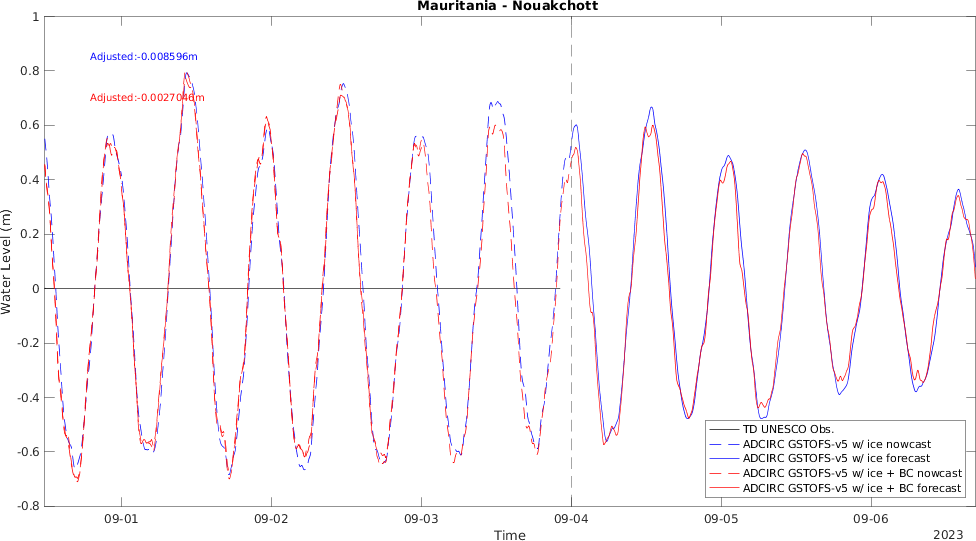 Mauritania - Nouakchott
Adjusted:-0.008596m
Adjusted:-0.0027046m
Water Level (m)
1
0.8
0.6
0.4
0.2
0
-0.2
-0.4
-0.6
-0.8
TD UNESCO Obs.
ADCIRC GSTOFS-v5 w/ ice nowcast
ADCIRC GSTOFS-v5 w/ ice forecast
ADCIRC GSTOFS-v5 w/ ice + BC nowcast
ADCIRC GSTOFS-v5 w/ ice + BC forecast
09-01 09-02 09-03 09-04 09-05 09-06
Time
2023